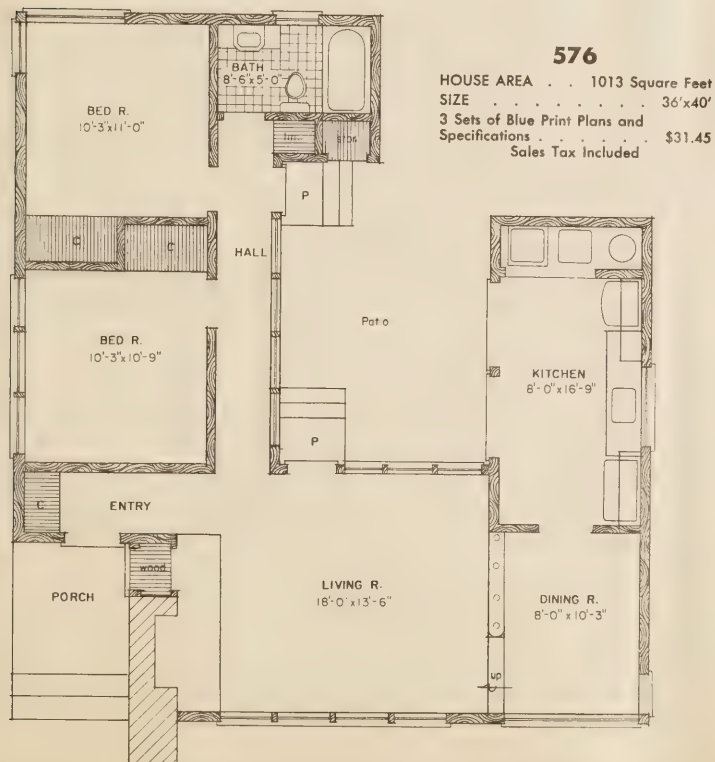 576
HOUSE AREA . . 1013 Square Feet
SIZE . . . . . . . . 36'x40'
3 Sets of Blue Print Plans and
Specifications . . . . . . $31.45
Sales Tax Included
BATH
8'-6"x5'-0"
BED R.
10'-3"x11'-0"
lin.
stor.
P
C
C
HALL
Patio
BED R.
10'-3"x10'-9"
KITCHEN
8'-0"x16'-9"
P
C
ENTRY
wood
PORCH
LIVING R.
18'-0"x13'-6"
DINING R.
8'-0"x10'-3"
up